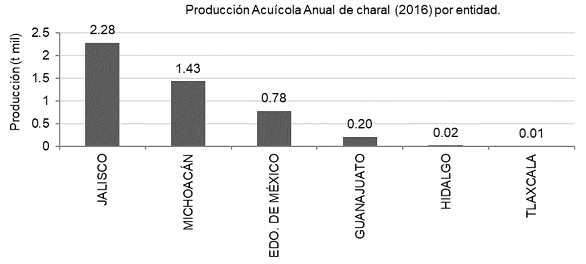 Producción Acuícola Anual de charal (2016) por entidad.
Producción (t mil)
2.5
2
1.5
1
0.5
0
2.28
1.43
0.78
0.20
0.02
0.01
JALISCO
MICHOACÁN
EDO. DE MÉXICO
GUANAJUATO
HIDALGO
TLAXCALA